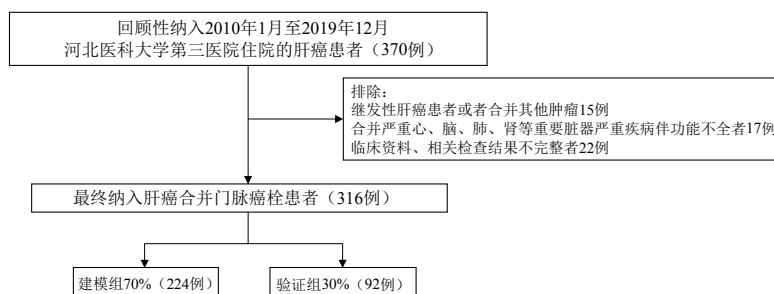 回顾性纳入2010年1月至2019年12月
河北医科大学第三医院住院的肝癌患者（370例）
排除：
继发性肝癌患者或者合并其他肿瘤15例
合并严重心、脑、肺、肾等重要脏器严重疾病伴功能不全者17例
临床资料、相关检查结果不完整者22例
最终纳入肝癌合并门脉癌栓患者（316例）
建模组70%（224例）
验证组30%（92例）